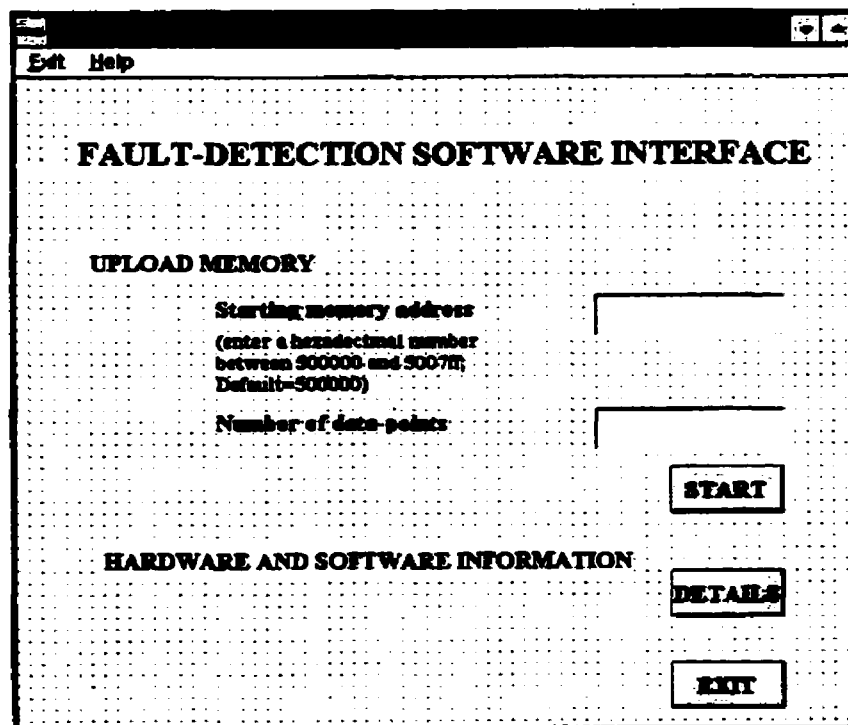 Exit Help
FAULT-DETECTION SOFTWARE INTERFACE
UPLOAD MEMORY
Starting memory address
(enter a hexadecimal number
between 500000 and 5007ff;
Default=500000)
Number of data-points
START
HARDWARE AND SOFTWARE INFORMATION
DETAILS
EXIT